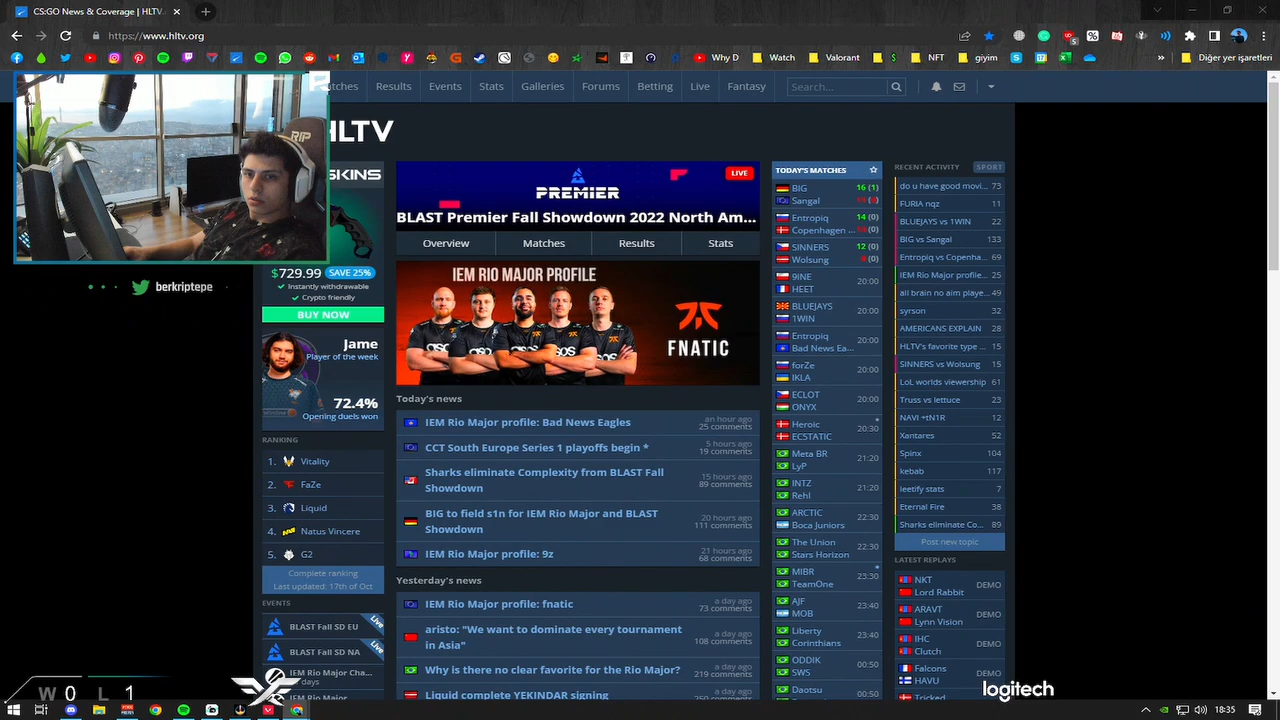 CS:GO News & Coverage | HLTV.
https://www.hltv.org
Why D
Watch
Valorant
$
NFT
giyim
Diğer yer işaretleri
Results
Events
Stats
Galleries
Forums
Betting
Live
Fantasy
Search...
HLTV
RIP
SKINS
$729.99 SAVE 25%
Instantly withdrawable
Crypto friendly
BUY NOW
berkriptepe
Jame
Player of the week
72.4%
Opening duels won
RANKING
1. Vitality
2. FaZe
3. Liquid
4. Natus Vincere
5. G2
Complete ranking
Last updated: 17th of Oct
EVENTS
BLAST Fall SD EU
Live
BLAST Fall SD NA
Live
IEM Rio Major Cha...
days
IEM Rio Major
W 0 L 1
PREMIER
LIVE
BLAST Premier Fall Showdown 2022 North Am...
Overview
Matches
Results
Stats
IEM RIO MAJOR PROFILE
FNATIC
Today's news
IEM Rio Major profile: Bad News Eagles
an hour ago
25 comments
CCT South Europe Series 1 playoffs begin *
5 hours ago
19 comments
Sharks eliminate Complexity from BLAST Fall
Showdown
15 hours ago
89 comments
BIG to field s1n for IEM Rio Major and BLAST
Showdown
20 hours ago
111 comments
IEM Rio Major profile: 9z
21 hours ago
68 comments
Yesterday's news
IEM Rio Major profile: fnatic
a day ago
73 comments
aristo: "We want to dominate every tournament
in Asia"
a day ago
108 comments
Why is there no clear favorite for the Rio Major?
a day ago
219 comments
Liquid complete YEKINDAR signing
a day ago
TODAY'S MATCHES
BIG 16 (1)
Sangal
Entropiq 14 (0)
Copenhagen ... (0)
SINNERS 12 (0)
Wolsung (0)
9INE
HEET
20:00
BLUEJAYS
1WIN
20:00
Entropiq
Bad News Ea...
20:00
forZe
IKLA
20:00
ECLOT
ONYX
20:00
Heroic
ECSTATIC
20:30
Meta BR
LyP
21:20
INTZ
Rehl
21:20
ARCTIC
Boca Juniors
22:30
The Union
Stars Horizon
22:30
MIBR
TeamOne
23:30
AJF
MOB
23:40
Liberty
Corinthians
23:40
ODDIK
SWS
00:50
Daotsu
00:50
RECENT ACTIVITY SPORT
do u have good movi... 73
FURIA nqz 11
BLUEJAYS vs 1WIN 22
BIG vs Sangal 133
Entropiq vs Copenha... 69
IEM Rio Major profile... 25
all brain no aim playe... 49
syrson 32
AMERICANS EXPLAIN 28
HLTV's favorite type ... 15
SINNERS vs Wolsung 15
LoL worlds viewership 61
Truss vs lettuce 23
NAVI +tN1R 12
Xantares 52
Spinx 104
kebab 117
leetify stats 7
Eternal Fire 38
Sharks eliminate Co... 89
Post new topic
LATEST REPLAYS
NKT
Lord Rabbit
DEMO
ARAVT
Lynn Vision
DEMO
IHC
Clutch
DEMO
Falcons
HAVU
DEMO
Tricked
logitech
18:35